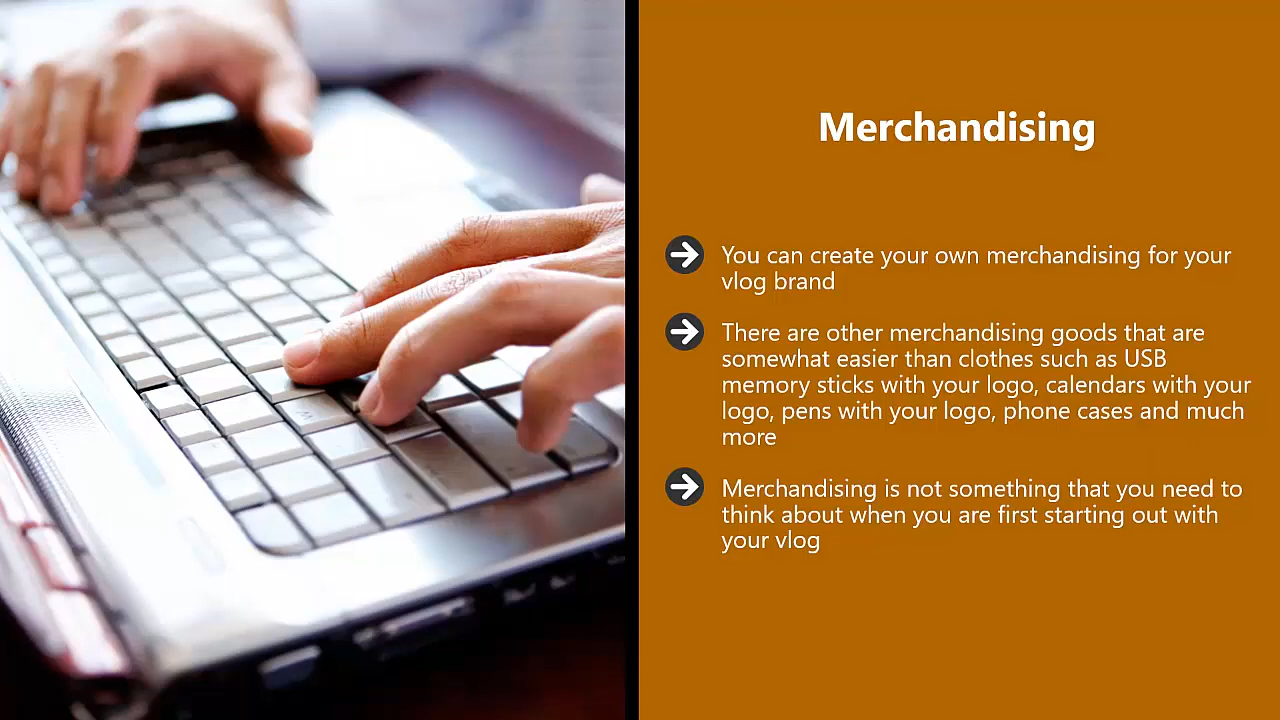 Merchandising
You can create your own merchandising for your
vlog brand
There are other merchandising goods that are
somewhat easier than clothes such as USB
memory sticks with your logo, calendars with your
logo, pens with your logo, phone cases and much
more
Merchandising is not something that you need to
think about when you are first starting out with
your vlog